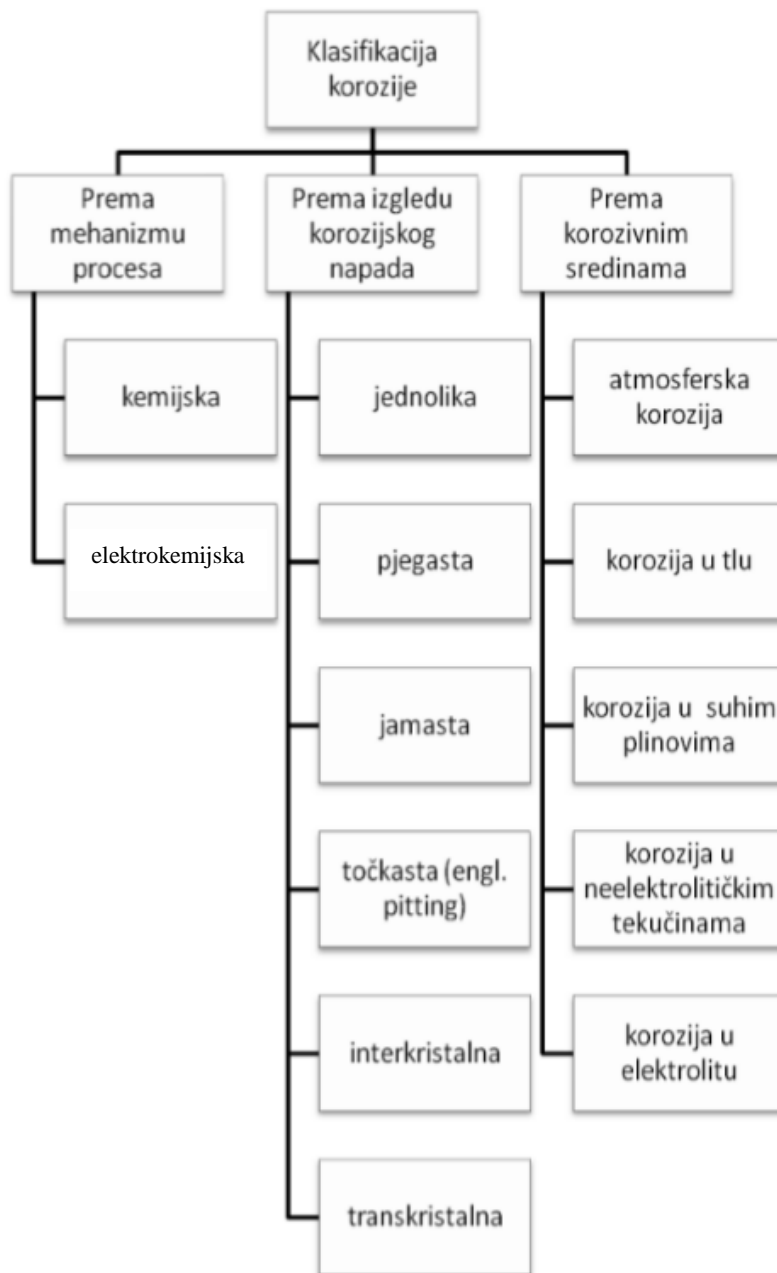 Klasifikacija
korozije
Prema
mehanizmu
procesa
kemijska
elektrokemijska
Prema izgledu
korozijskog
napada
jednolika
pjegasta
jamasta
točkasta (engl.
pitting)
interkristalna
transkristalna
Prema
korozivnim
sredinama
atmosferska
korozija
korozija u tlu
korozija u suhim
plinovima
korozija u
neelektrolitičkim
tekučinama
korozija u
elektrolitu